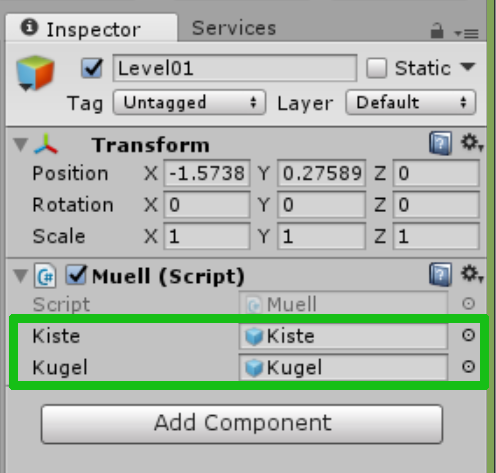 Inspector Services
Level01 Static
Tag Untagged Layer Default
Transform
Position X -1.5738 Y 0.27589 Z 0
Rotation X 0 Y 0 Z 0
Scale X 1 Y 1 Z 1
Muell (Script)
Script Muell
Kiste Kiste
Kugel Kugel
Add Component